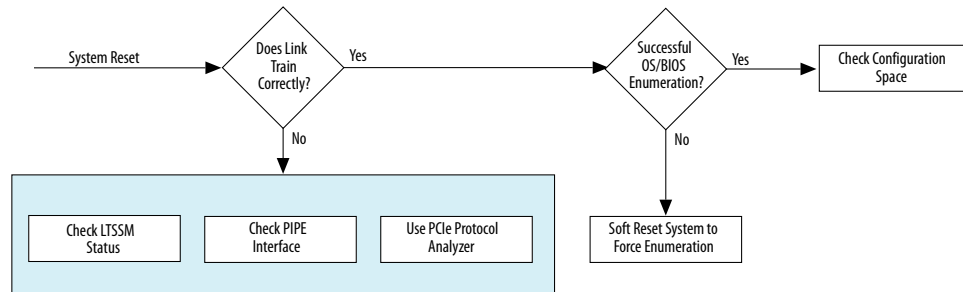 System Reset
Does Link
Train
Correctly?
Yes
Successful
OS/BIOS
Enumeration?
Yes
Check Configuration
Space
No
No
Check LTSSM
Status
Check PIPE
Interface
Use PCIe Protocol
Analyzer
Soft Reset System to
Force Enumeration